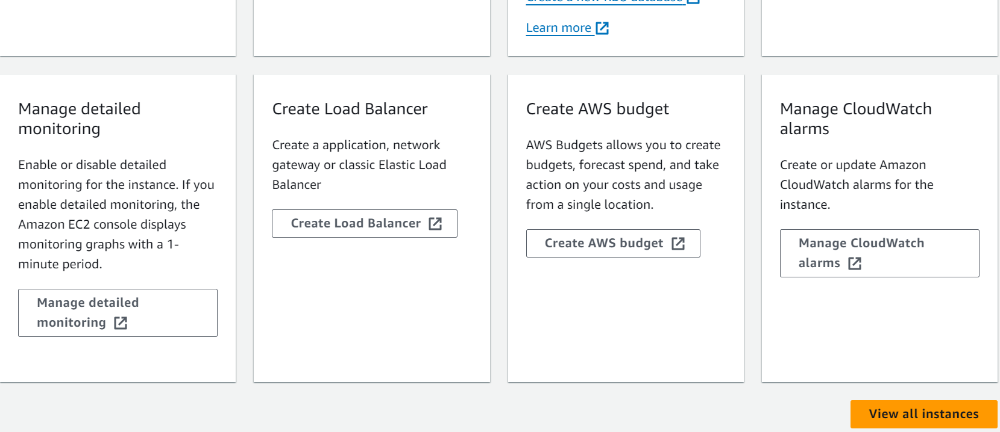 Create a new RDS database
Learn more
Manage detailed
monitoring
Enable or disable detailed
monitoring for the instance. If you
enable detailed monitoring, the
Amazon EC2 console displays
monitoring graphs with a 1-
minute period.
Manage detailed
monitoring
Create Load Balancer
Create a application, network
gateway or classic Elastic Load
Balancer
Create Load Balancer
Create AWS budget
AWS Budgets allows you to create
budgets, forecast spend, and take
action on your costs and usage
from a single location.
Create AWS budget
Manage CloudWatch
alarms
Create or update Amazon
CloudWatch alarms for the
instance.
Manage CloudWatch
alarms
View all instances